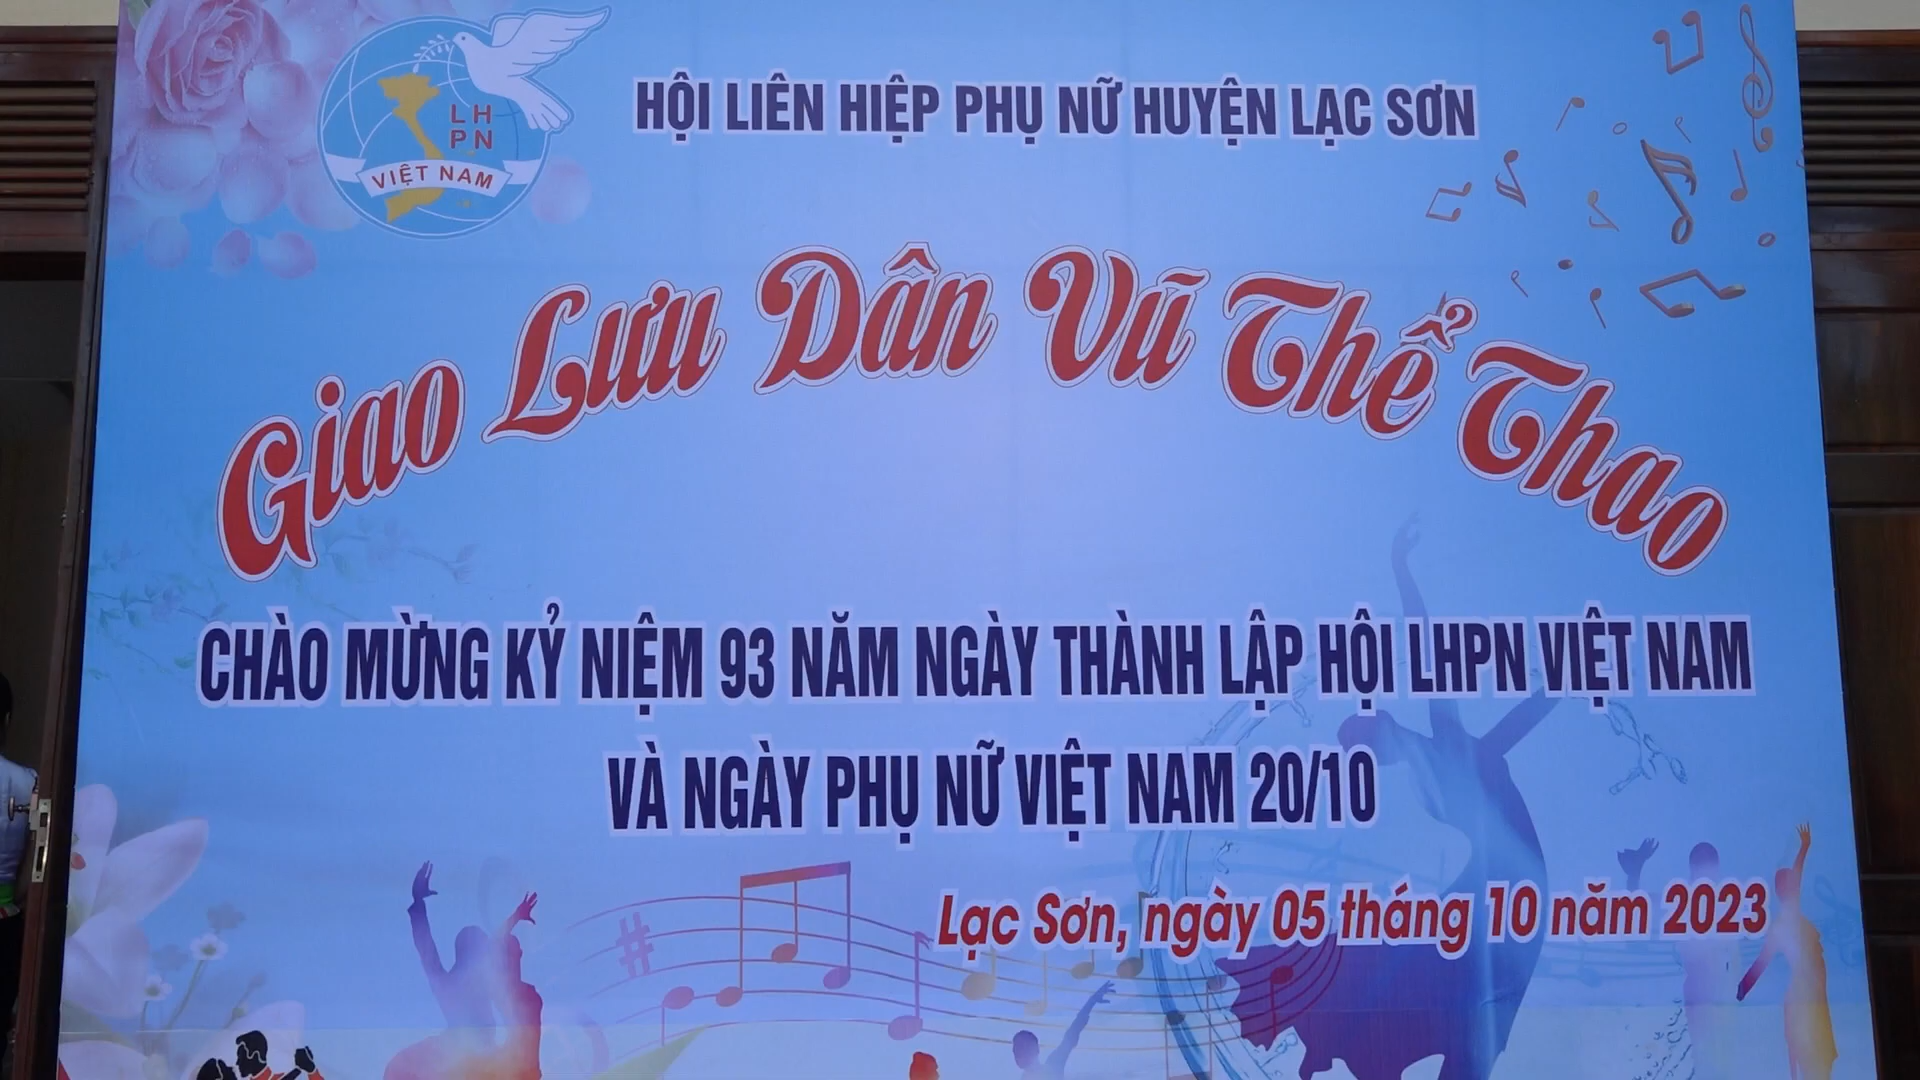 LH
PN
VIỆT NAM
HỘI LIÊN HIỆP PHỤ NỮ HUYỆN LẠC SƠN
Giao Lưu Dân Vũ Thể Thao
CHÀO MỪNG KỶ NIỆM 93 NĂM NGÀY THÀNH LẬP HỘI LHPN VIỆT NAM
VÀ NGÀY PHỤ NỮ VIỆT NAM 20/10
Lạc Sơn, ngày 05 tháng 10 năm 2023